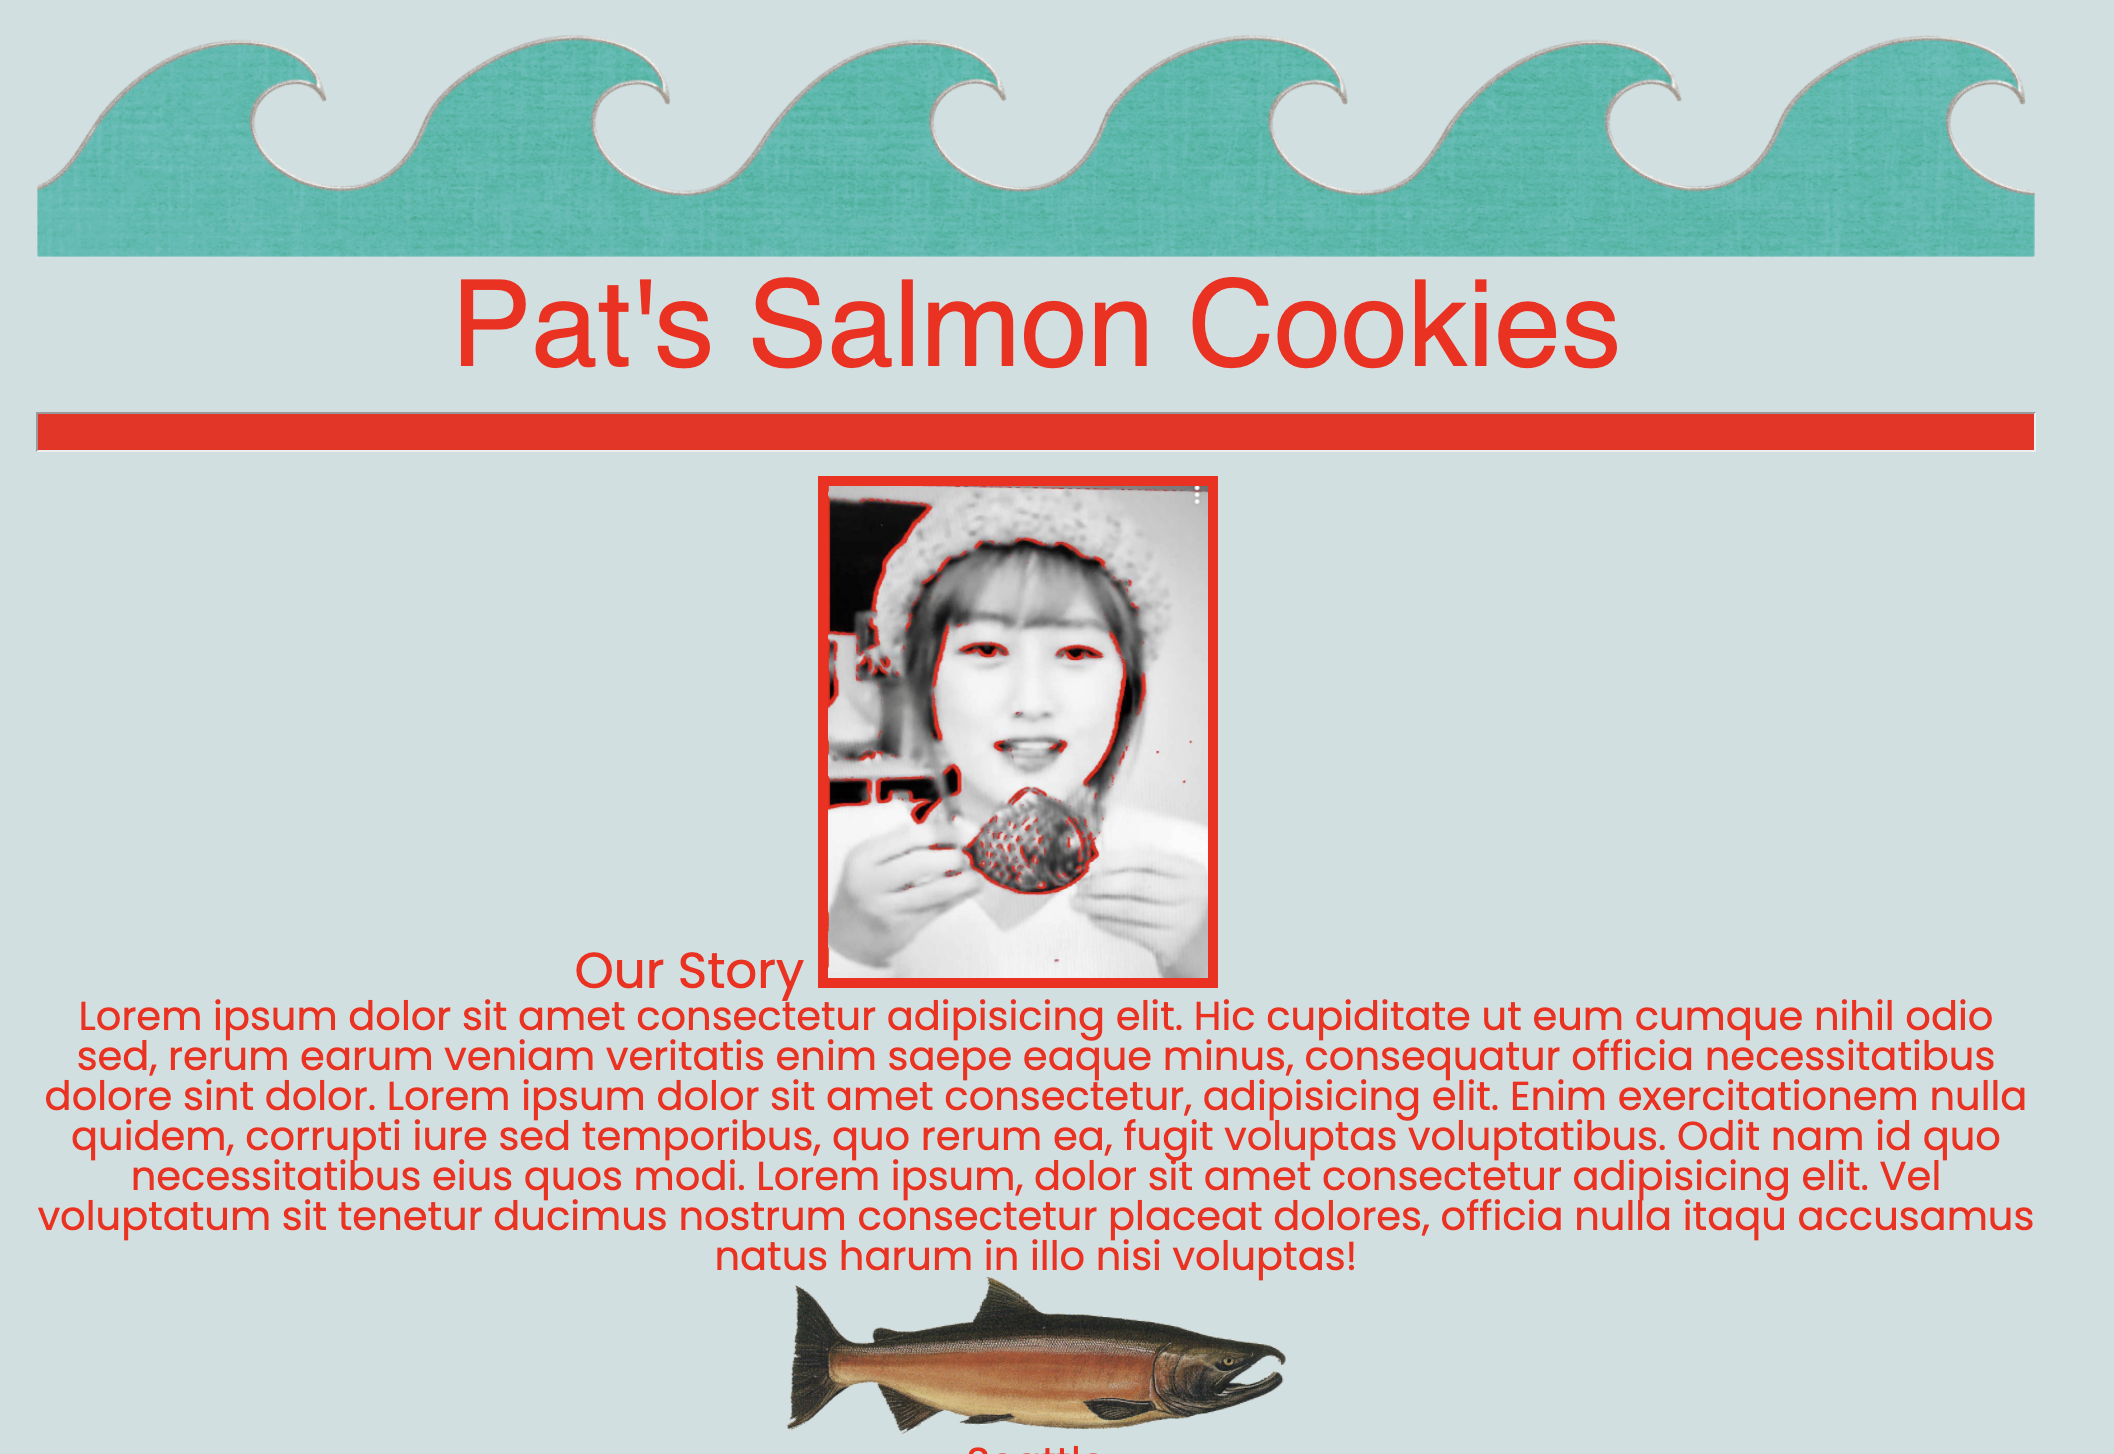 Pat's Salmon Cookies
Our Story
Lorem ipsum dolor sit amet consectetur adipisicing elit. Hic cupiditate ut eum cumque nihil odio
sed, rerum earum veniam veritatis enim saepe eaque minus, consequatur officia necessitatibus
dolore sint dolor. Lorem ipsum dolor sit amet consectetur, adipisicing elit. Enim exercitationem nulla
quidem, corrupti iure sed temporibus, quo rerum ea, fugit voluptas voluptatibus. Odit nam id quo
necessitatibus eius quos modi. Lorem ipsum, dolor sit amet consectetur adipisicing elit. Vel
voluptatum sit tenetur ducimus nostrum consectetur placeat dolores, officia nulla itaqu accusamus
natus harum in illo nisi voluptas!